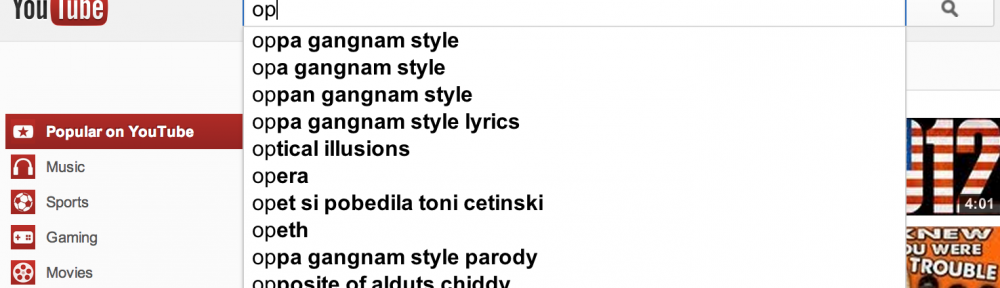 YouTube
op
oppa gangnam style
opa gangnam style
oppan gangnam style
oppa gangnam style lyrics
optical illusions
opera
opet si pobedila toni cetinski
opeth
oppa gangnam style parody
opposite of alduts chiddy
Popular on YouTube
Music
Sports
Gaming
Movies
012
4:01
KNEW
OU WERE
TROUBLE